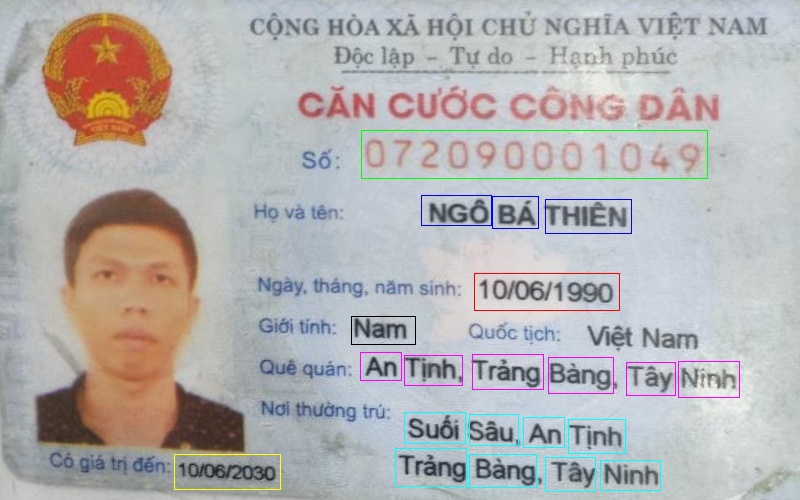 CỘNG HÒA XÃ HỘI CHỦ NGHĨA VIỆT NAM
Độc lập - Tự do - Hạnh phúc
CĂN CƯỚC CÔNG DÂN
Số: 072090001049
Họ và tên: NGÔ BÁ THIÊN
Ngày, tháng, năm sinh: 10/06/1990
Giới tính: Nam Quốc tịch: Việt Nam
Quê quán: An Tịnh, Trảng Bàng, Tây Ninh
Nơi thường trú: Suối Sâu, An Tịnh
Trảng Bàng, Tây Ninh
Có giá trị đến: 10/06/2030
VIỆT NAM